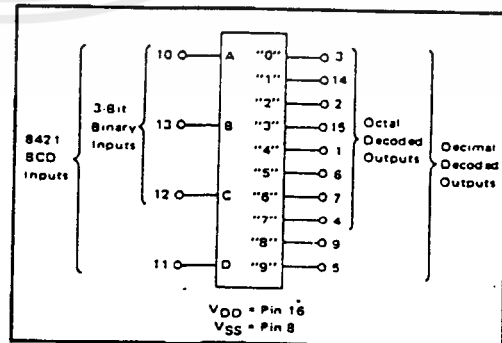 10 A "0" 3
"1" 14
3-Bit
Binary
Inputs
"2" 2
13 B "3" 15
Octal
Decoded
Outputs
8421
BCD
Inputs
"4" 1
Decimal
Decoded
Outputs
"5" 6
12 C "6" 7
"7" 4
"8" 9
11 D "9" 5
VDD = Pin 16
VSS = Pin 8